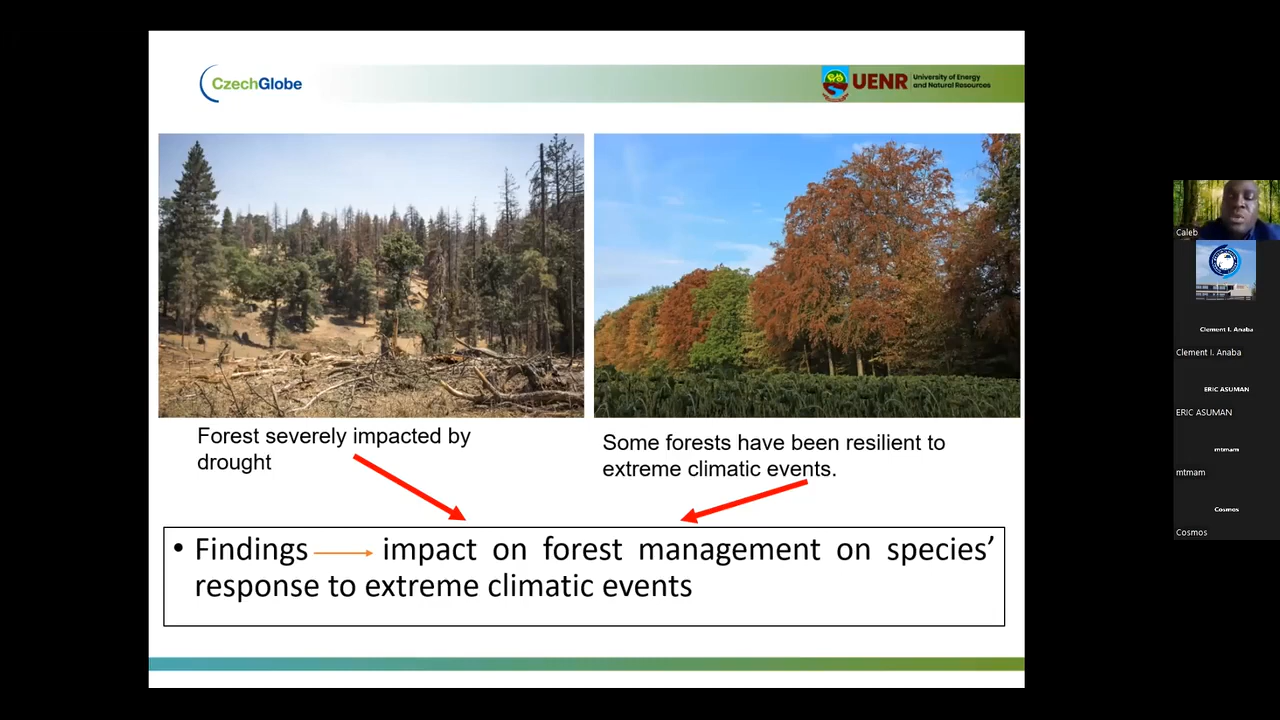 CzechGlobe
UENR
University of Energy
and Natural Resources
Forest severely impacted by
drought
Some forests have been resilient to
extreme climatic events.
• Findings → impact on forest management on species’
response to extreme climatic events
Caleb
Clement I. Anaba
Clement I. Anaba
ERIC ASUMAN
ERIC ASUMAN
mtmam
mtmam
Cosmos
Cosmos